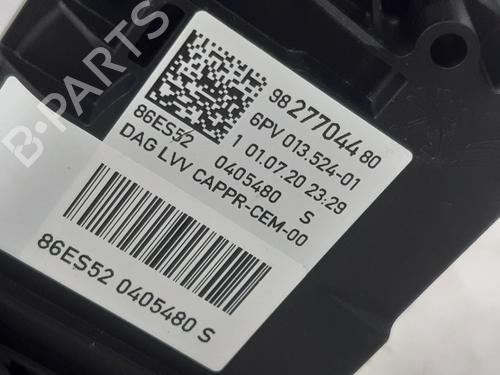 98 277044 80
6PV 013.524-01
1 01.07.20 23:29
86ES52 0405480 S
DAG LVV CAPPR-CEM-00
86ES52 0405480 S
B-PARTS